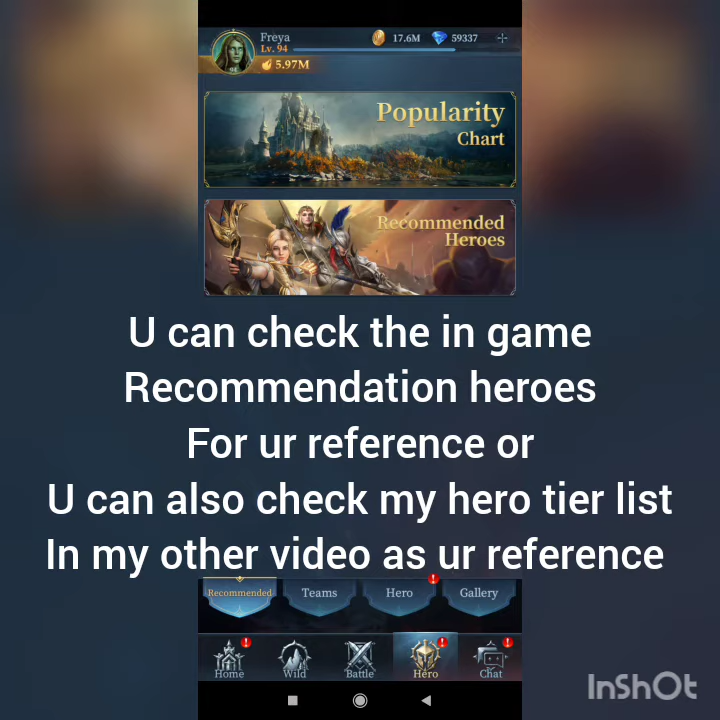 Freya
Lv. 94
17.6M
59337
5.97M
Popularity
Chart
Recommended
Heroes
U can check the in game
Recommendation heroes
For ur reference or
U can also check my hero tier list
In my other video as ur reference
Recommended
Teams
Hero
Gallery
Home
Wild
Battle
Hero
Chat
InShOt